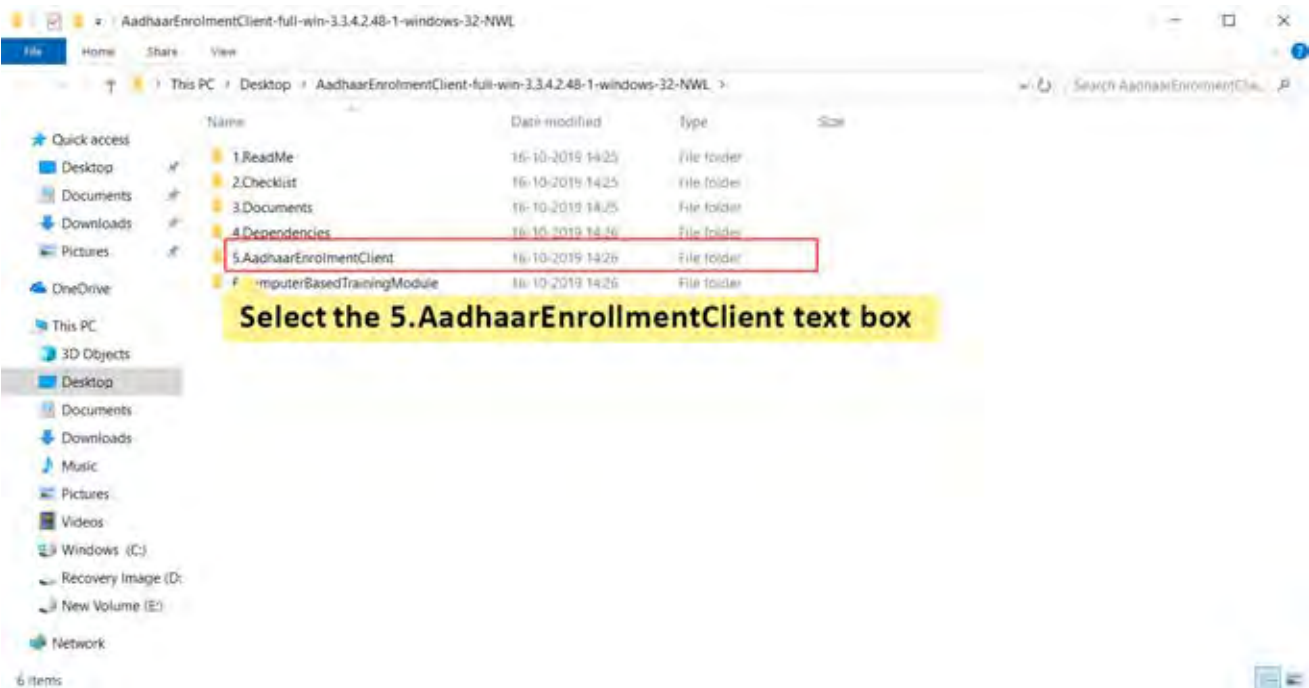 AadhaarEnrolmentClient-full-win-3.3.4.2.48-1-windows-32-NWL
File Home Share View
This PC > Desktop > AadhaarEnrolmentClient-full-win-3.3.4.2.48-1-windows-32-NWL >
Name Date modified Type Size
Quick access
Desktop
Documents
Downloads
Pictures
OneDrive
This PC
3D Objects
Desktop
Documents
Downloads
Music
Pictures
Videos
Windows (C:)
Recovery Image (D:
New Volume (E:)
Network
1.ReadMe 16-10-2019 14:25 File folder
2.Checklist 16-10-2019 14:25 File folder
3.Documents 16-10-2019 14:25 File folder
4.Dependencies 16-10-2019 14:26 File folder
5.AadhaarEnrolmentClient 16-10-2019 14:26 File folder
mputerBasedTrainingModule 16-10-2019 14:26 File folder
Select the 5.AadhaarEnrollmentClient text box
6 items